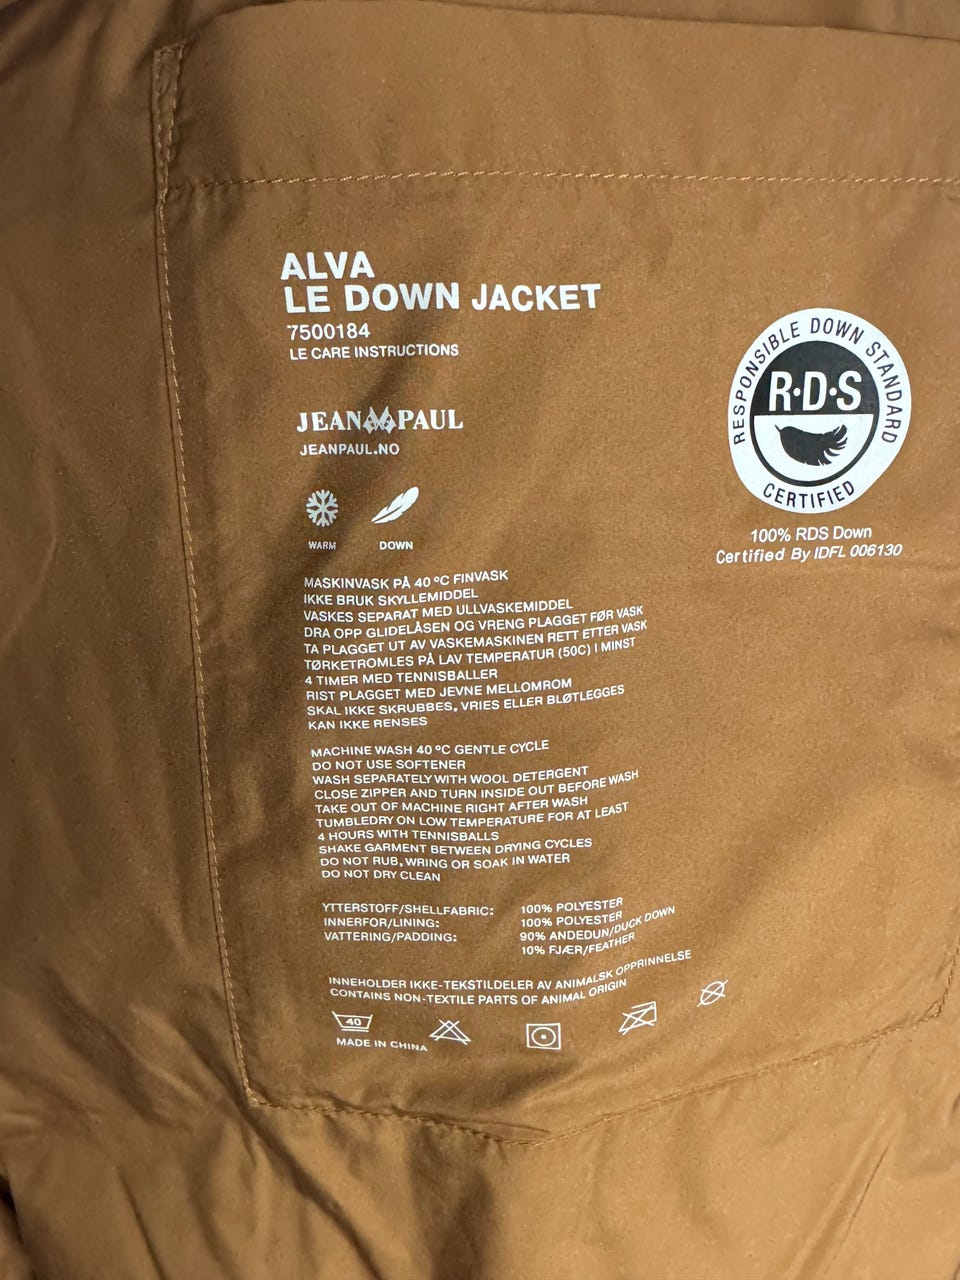 ALVA
LE DOWN JACKET
7500184
LE CARE INSTRUCTIONS
JEAN PAUL
JEANPAUL.NO
WARM
DOWN
RESPONSIBLE DOWN STANDARD
R·D·S
CERTIFIED
100% RDS Down
Certified By IDFL 006130
MASKINVASK PÅ 40 °C FINVASK
IKKE BRUK SKYLLEMIDDEL
VASKES SEPARAT MED ULLVASKEMIDDEL
DRA OPP GLIDELÅSEN OG VRENG PLAGGET FØR VASK
TA PLAGGET UT AV VASKEMASKINEN RETT ETTER VASK
TØRKETROMLES PÅ LAV TEMPERATUR (50C) I MINST
4 TIMER MED TENNISBALLER
RIST PLAGGET MED JEVNE MELLOMROM
SKAL IKKE SKRUBBES, VRIES ELLER BLØTLEGGES
KAN IKKE RENSES
MACHINE WASH 40 °C GENTLE CYCLE
DO NOT USE SOFTENER
WASH SEPARATELY WITH WOOL DETERGENT
CLOSE ZIPPER AND TURN INSIDE OUT BEFORE WASH
TAKE OUT OF MACHINE RIGHT AFTER WASH
TUMBLEDRY ON LOW TEMPERATURE FOR AT LEAST
4 HOURS WITH TENNISBALLS
SHAKE GARMENT BETWEEN DRYING CYCLES
DO NOT RUB, WRING OR SOAK IN WATER
DO NOT DRY CLEAN
YTTERSTOFF/SHELLFABRIC: 100% POLYESTER
INNERFOR/LINING: 100% POLYESTER
VATTERING/PADDING: 90% ANDEDUN/DUCK DOWN
10% FJÆR/FEATHER
INNEHOLDER IKKE-TEKSTILDELER AV ANIMALSK OPPRINNELSE
CONTAINS NON-TEXTILE PARTS OF ANIMAL ORIGIN
40
MADE IN CHINA